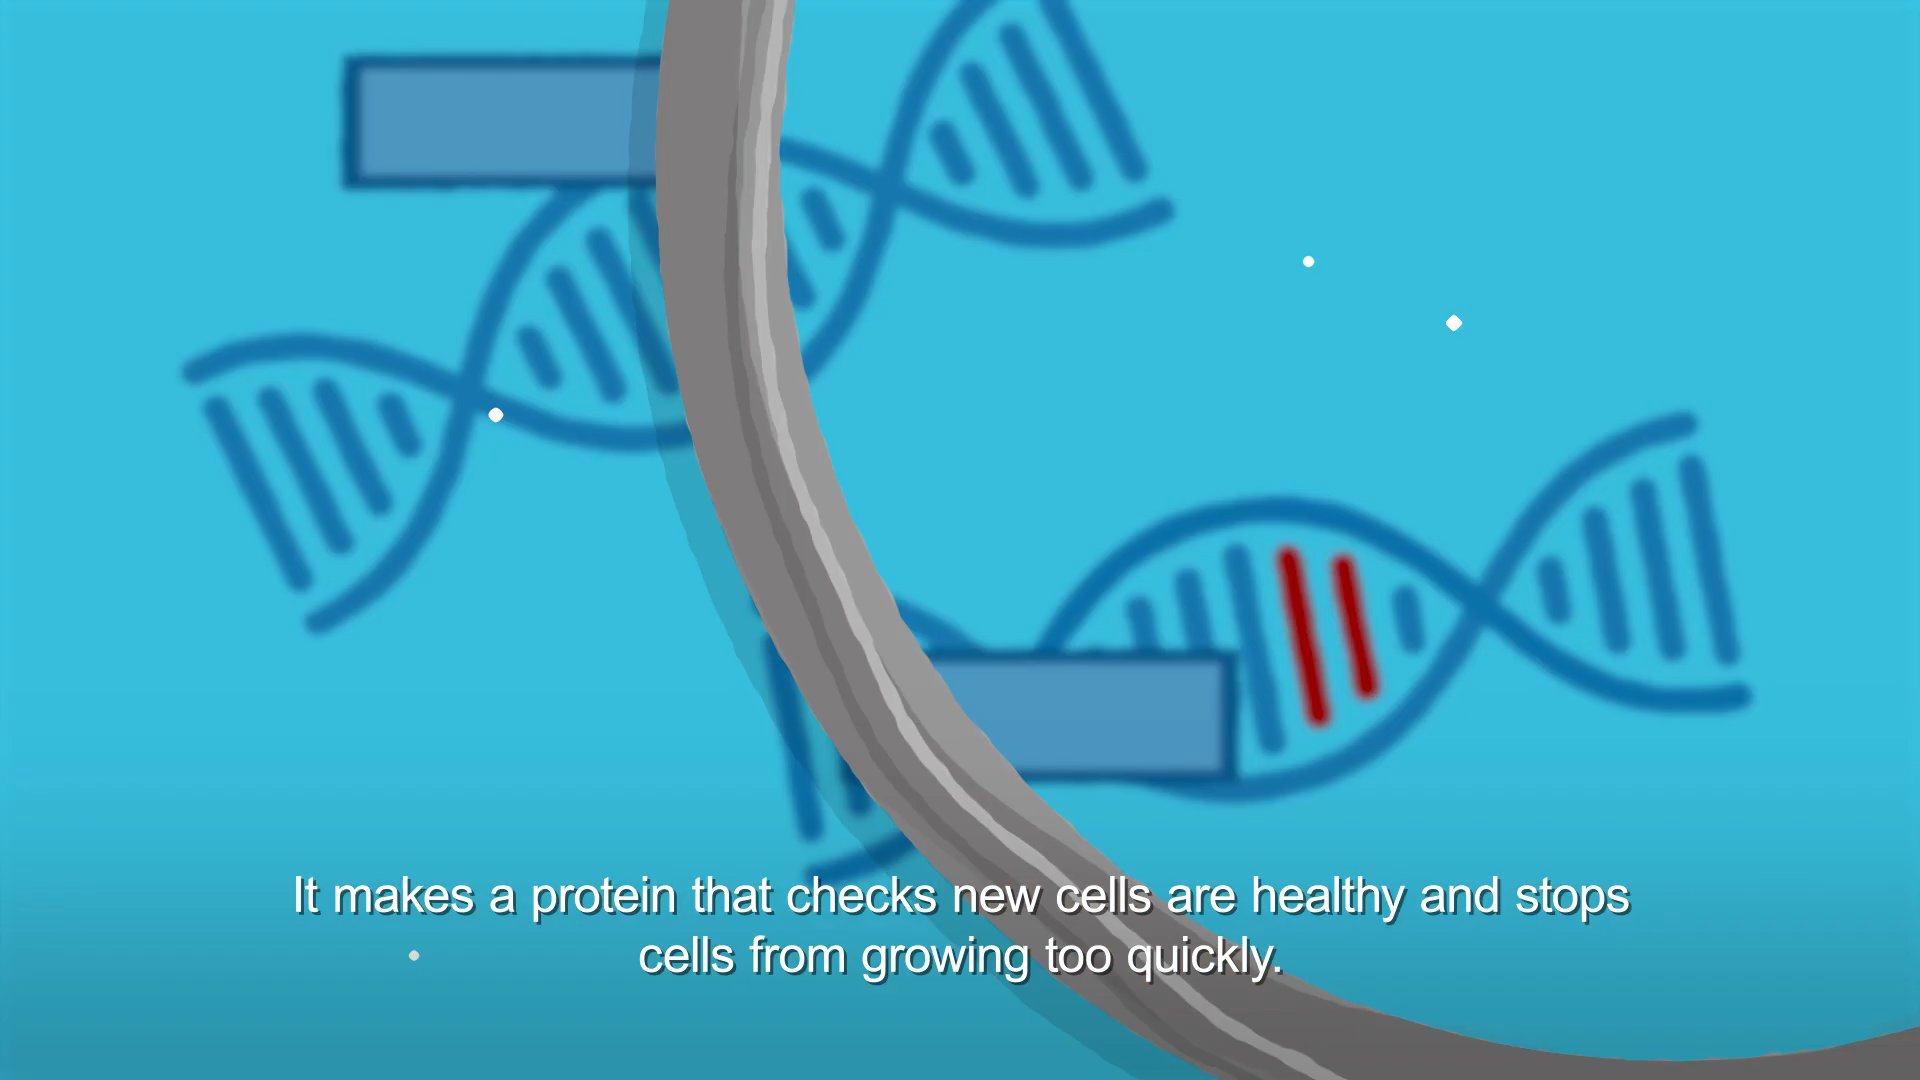 It makes a protein that checks new cells are healthy and stops
cells from growing too quickly.